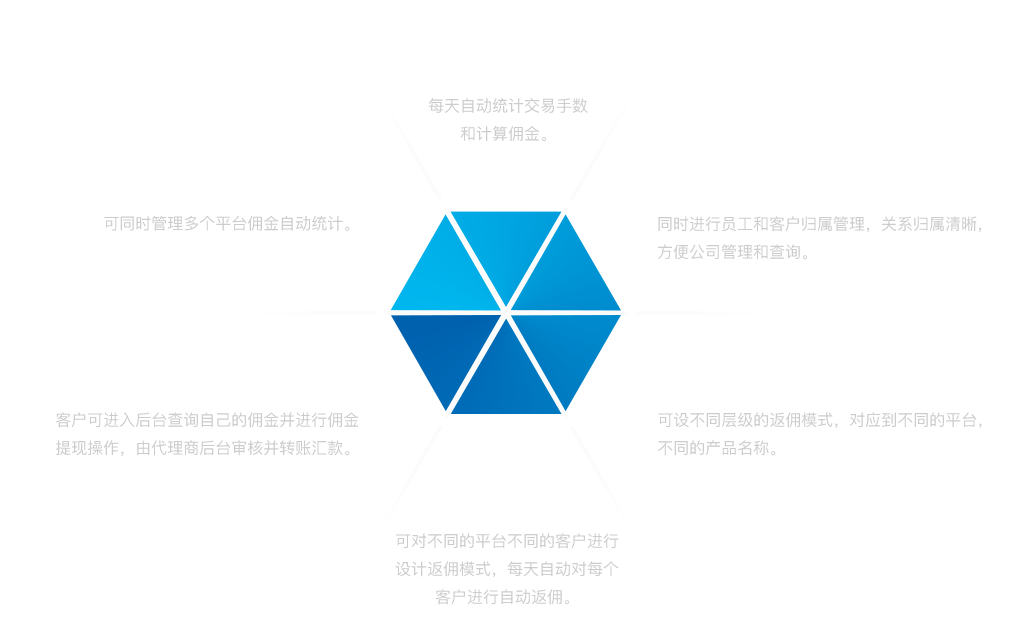 每天自动统计交易手数
和计算佣金。
可同时管理多个平台佣金自动统计。
同时进行员工和客户归属管理，关系归属清晰，
方便公司管理和查询。
客户可进入后台查询自己的佣金并进行佣金
提现操作，由代理商后台审核并转账汇款。
可设不同层级的返佣模式，对应到不同的平台，
不同的产品名称。
可对不同的平台不同的客户进行
设计返佣模式，每天自动对每个
客户进行自动返佣。